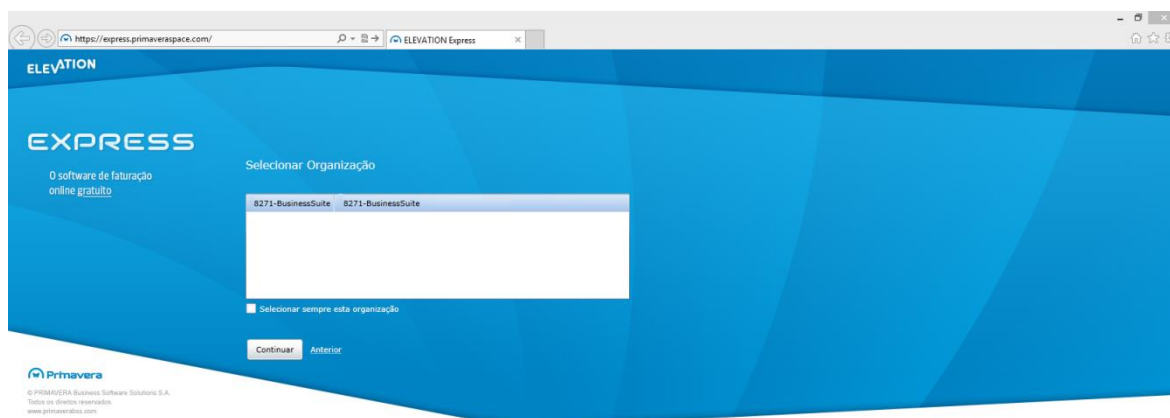 https://express.primaveraspace.com/
ELEVATION Express
ELEVATION
EXPRESS
O software de faturação
online gratuito
Selecionar Organização
8271-BusinessSuite 8271-BusinessSuite
Selecionar sempre esta organização
Continuar Anterior
Primavera
© PRIMAVERA Business Software Solutions S.A.
Todos os direitos reservados.
www.primaverabss.com